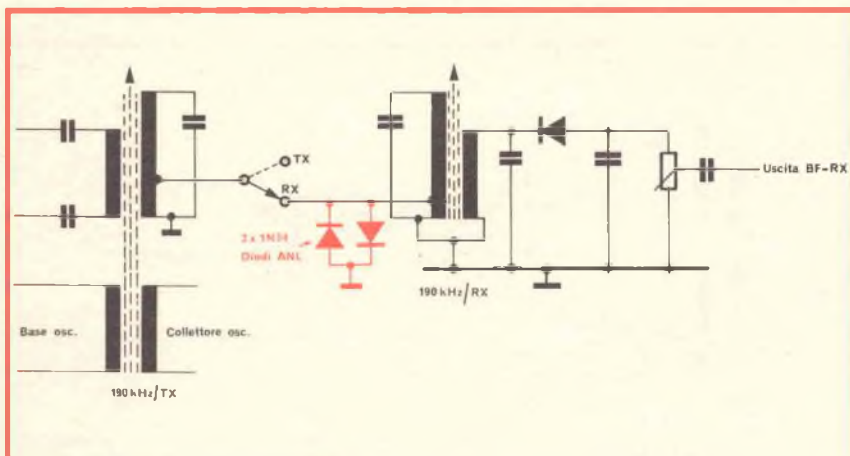 TX
RX
Uscita BF-RX
2 x 1N34
Diodi ANL
190 kHz/RX
Base osc.
Collettore osc.
190 kHz/TX